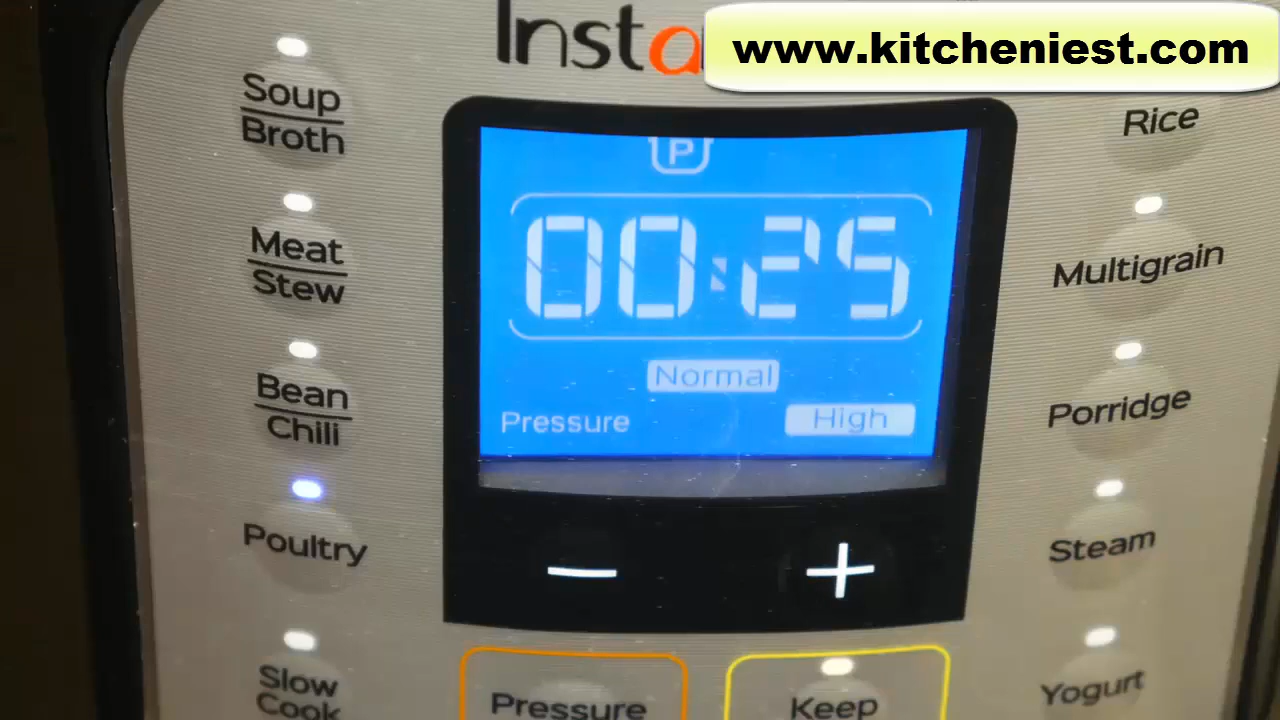 Insta
www.kitcheniest.com
Soup
Broth
Rice
P
00:25
Meat
Stew
Multigrain
Normal
Bean
Chili
Pressure
High
Porridge
Poultry
Steam
− +
Slow
Cook
Pressure
Keep
Yogurt